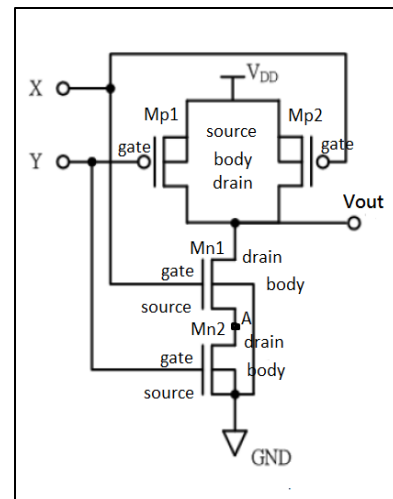 V_DD
X
Mp1
Mp2
source
gate
gate
Y
body
drain
Vout
Mn1
drain
gate
body
source
A
Mn2
drain
gate
body
source
GND